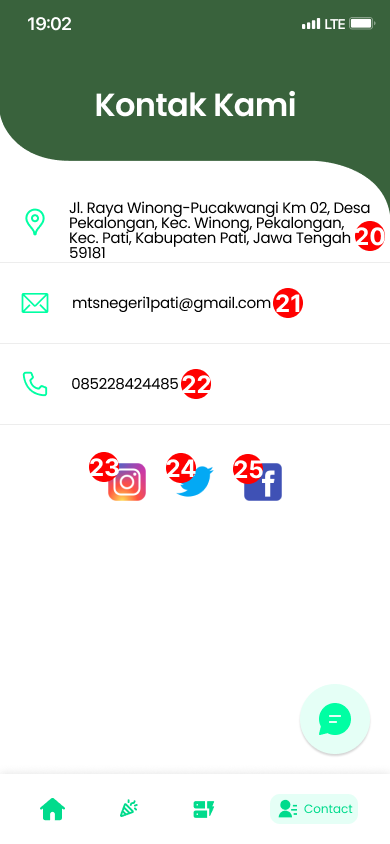 19:02
LTE
Kontak Kami
Jl. Raya Winong-Pucakwangi Km 02, Desa
Pekalongan, Kec. Winong, Pekalongan,
Kec. Pati, Kabupaten Pati, Jawa Tengah 20
59181
mtsnegeri1pati@gmail.com 21
085228424485 22
23 24 25
Contact